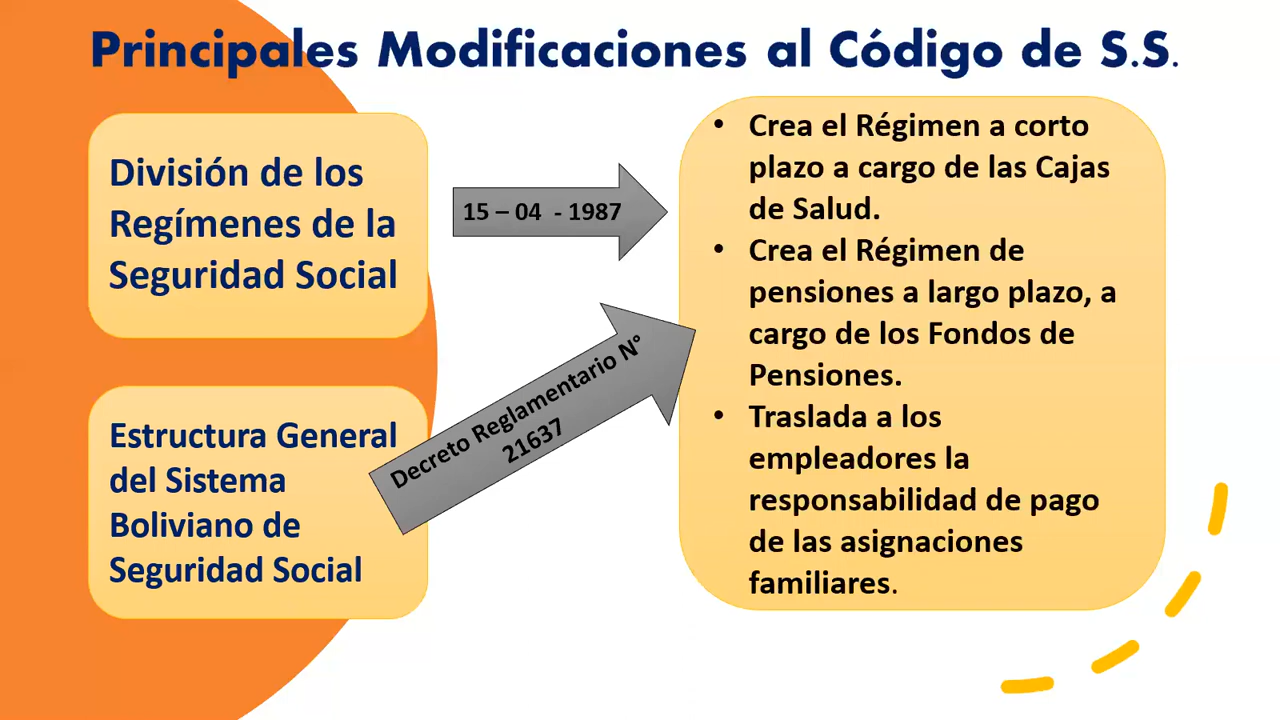 Principales Modificaciones al Código de S.S.
División de los
Regímenes de la
Seguridad Social
15 – 04 - 1987
Estructura General
del Sistema
Boliviano de
Seguridad Social
Decreto Reglamentario N°
21637
• Crea el Régimen a corto
plazo a cargo de las Cajas
de Salud.
• Crea el Régimen de
pensiones a largo plazo, a
cargo de los Fondos de
Pensiones.
• Traslada a los
empleadores la
responsabilidad de pago
de las asignaciones
familiares.